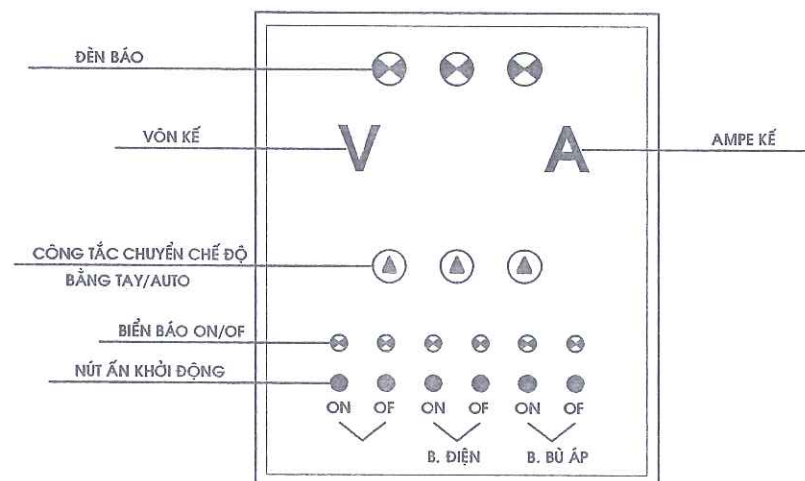 ĐÈN BÁO
VÔN KẾ
V
A
AMPE KẾ
CÔNG TẮC CHUYỂN CHẾ ĐỘ
BẰNG TAY/AUTO
BIỂN BÁO ON/OF
NÚT ẤN KHỞI ĐỘNG
ON OF ON OF ON OF
B. ĐIỆN B. BÙ ÁP